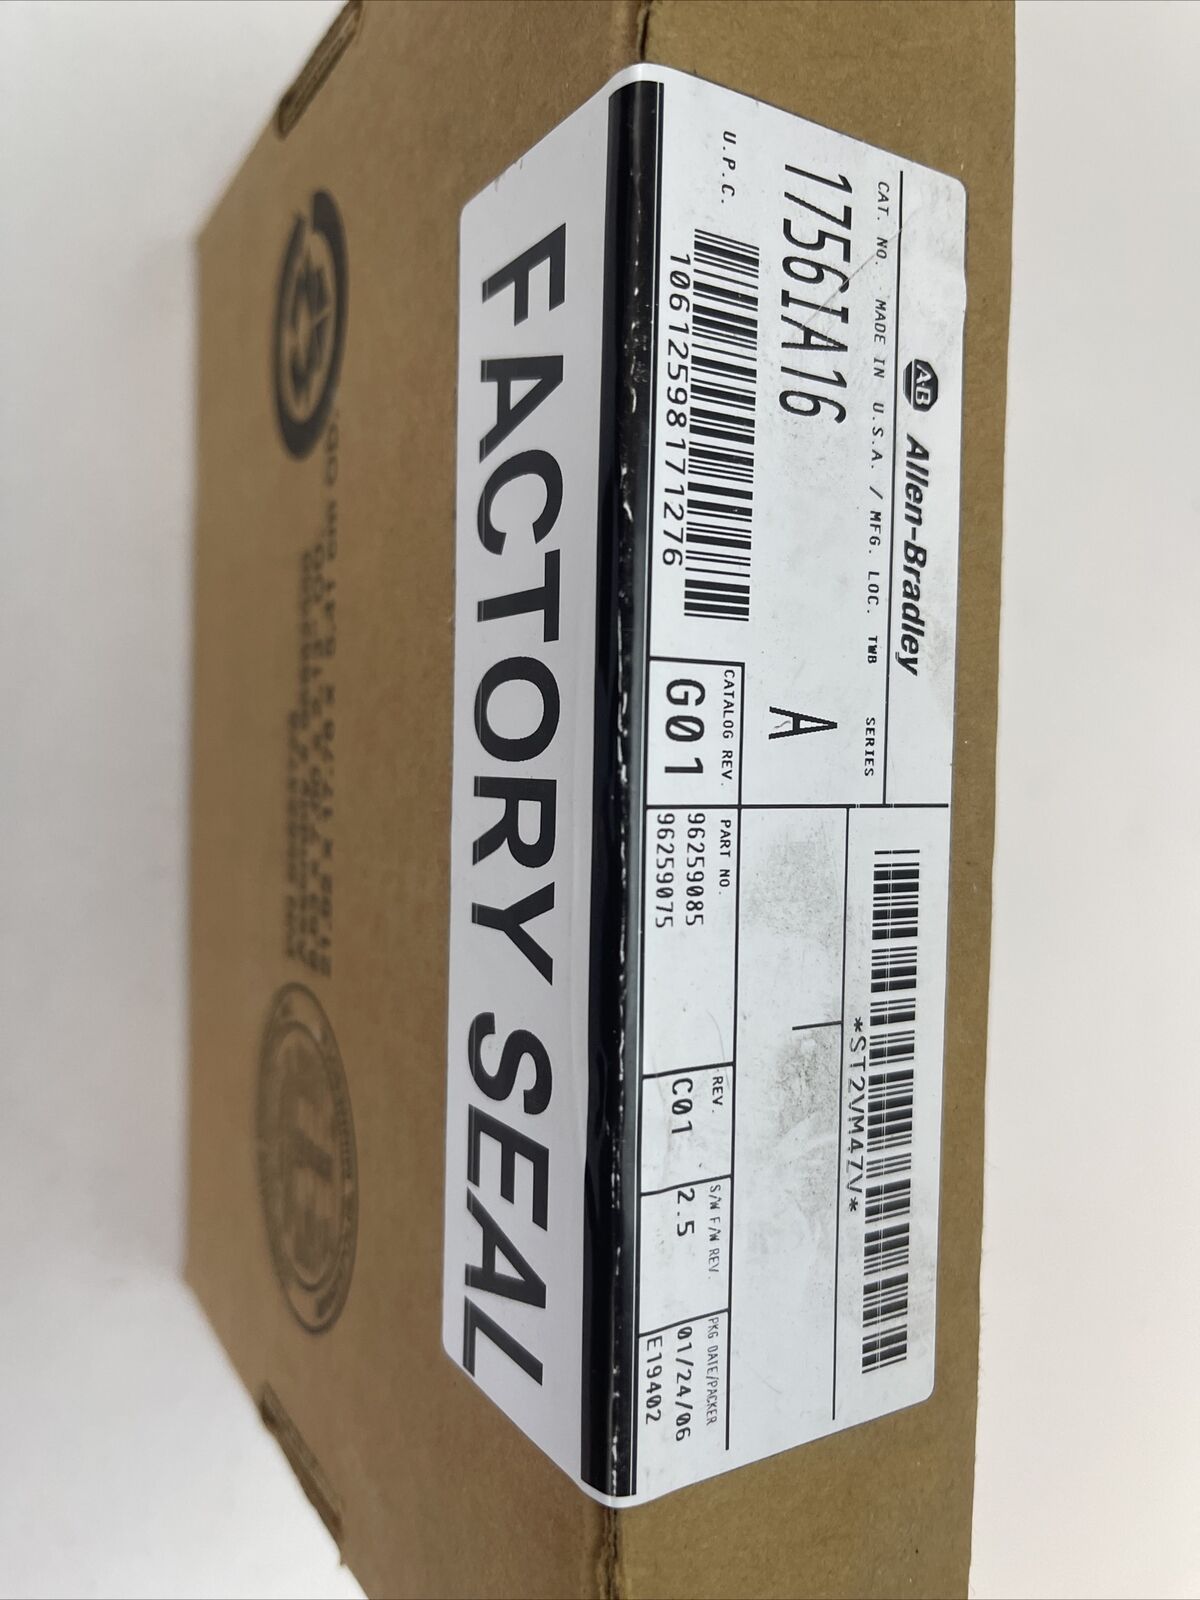 AB Allen-Bradley
CAT. NO. MADE IN U.S.A. / MFG. LOC. TWB SERIES
1756IA16 A
U.P.C.
10612598171276
*ST2VM47V*
CATALOG REV.
G01
PART NO.
96259085
96259075
REV.
C01
S/W F/W REV.
2.5
PKG DATE/PACKER
01/24/06
E19402
FACTORY SEAL